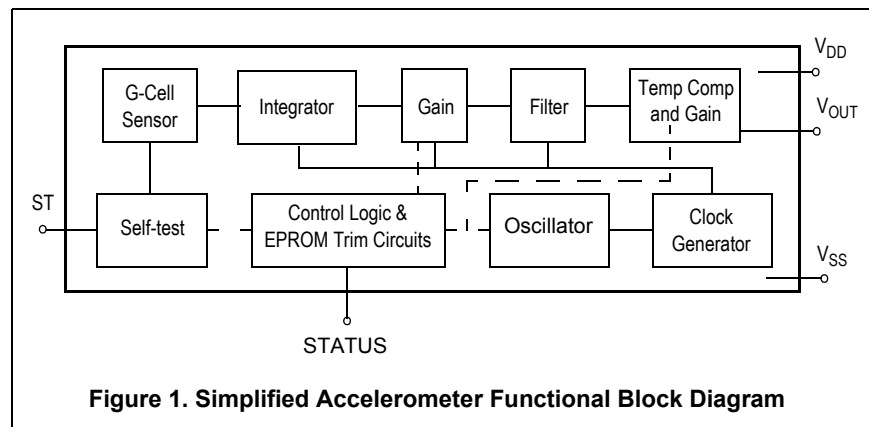 V_DD
G-Cell
Sensor
Integrator
Gain
Filter
Temp Comp
and Gain
V_OUT
ST
Self-test
Control Logic &
EPROM Trim Circuits
Oscillator
Clock
Generator
V_SS
STATUS
Figure 1. Simplified Accelerometer Functional Block Diagram